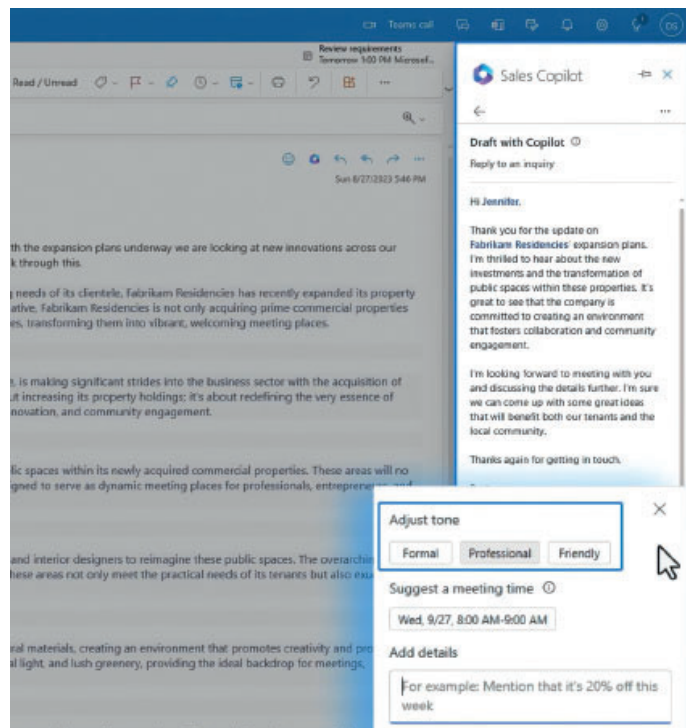 Teams call
DS
Review requirements
Tomorrow 1:00 PM Microsof...
Read / Unread
Sun 8/27/2023 5:46 PM
th the expansion plans underway we are looking at new innovations across our
k through this.
needs of its clientele, Fabrikam Residencies has recently expanded its property
ative, Fabrikam Residencies is not only acquiring prime commercial properties
es, transforming them into vibrant, welcoming meeting places.
, is making significant strides into the business sector with the acquisition of
ut increasing its property holdings; it's about redefining the very essence of
novation, and community engagement.
lic spaces within its newly acquired commercial properties. These areas will no
gned to serve as dynamic meeting places for professionals, entrepreneurs, and
and interior designers to reimagine these public spaces. The overarchin
hese areas not only meet the practical needs of its tenants but also exu
ral materials, creating an environment that promotes creativity and pro
al light, and lush greenery, providing the ideal backdrop for meetings,
Sales Copilot
Draft with Copilot
Reply to an inquiry
Hi Jennifer,
Thank you for the update on
Fabrikam Residencies' expansion plans.
I'm thrilled to hear about the new
investments and the transformation of
public spaces within these properties. It's
great to see that the company is
committed to creating an environment
that fosters collaboration and community
engagement.
I'm looking forward to meeting with you
and discussing the details further. I'm sure
we can come up with some great ideas
that will benefit both our tenants and the
local community.
Thanks again for getting in touch.
Adjust tone
Formal Professional Friendly
Suggest a meeting time
Wed, 9/27, 8:00 AM-9:00 AM
Add details
For example: Mention that it's 20% off this
week